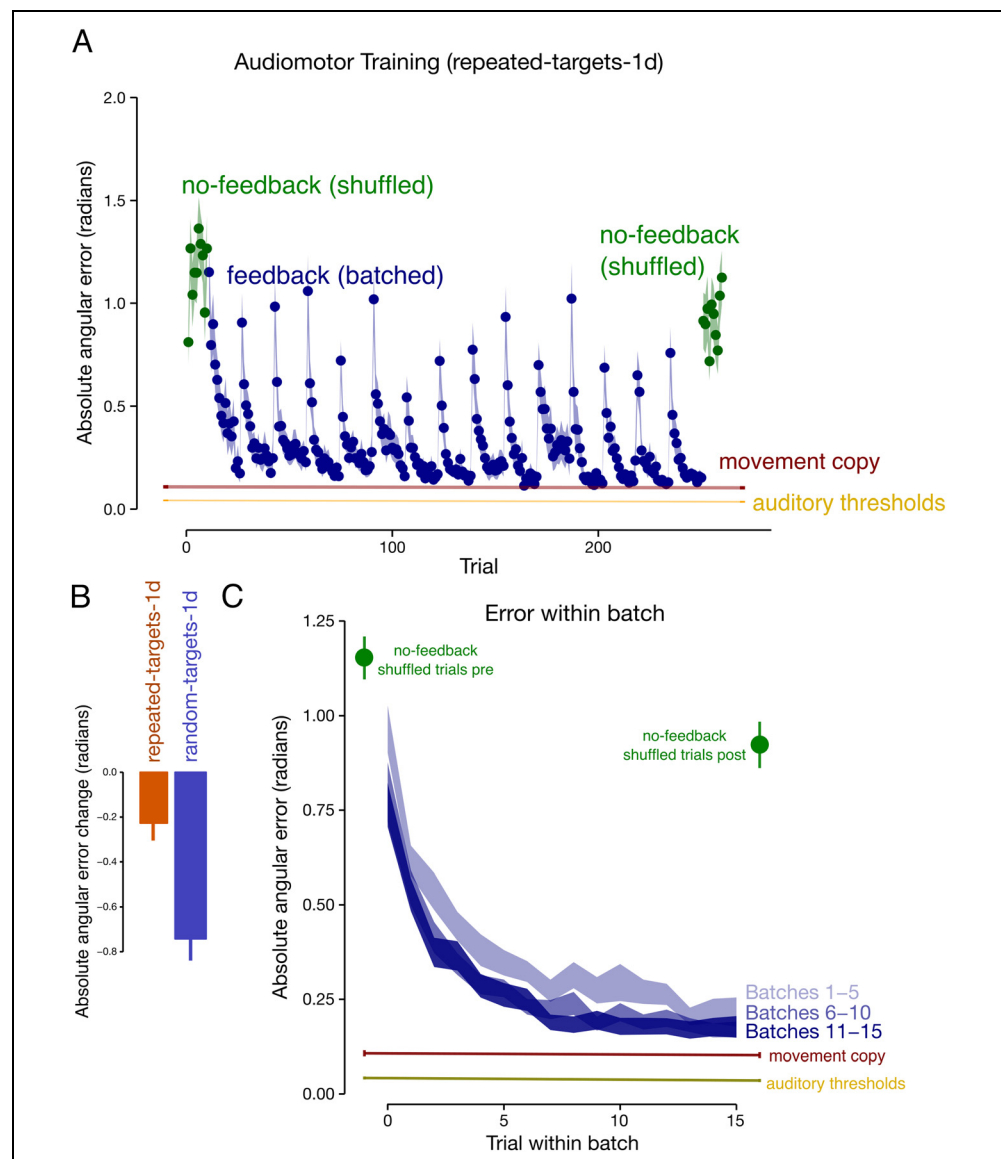 A
Audiomotor Training (repeated-targets-1d)
Absolute angular error (radians)
2.0
1.5
1.0
0.5
0.0
no-feedback (shuffled)
feedback (batched)
no-feedback
(shuffled)
movement copy
auditory thresholds
0
100
200
Trial
B
repeated-targets-1d
random-targets-1d
Absolute angular error change (radians)
0.0
−0.2
−0.4
−0.6
−0.8
C
Error within batch
Absolute angular error (radians)
1.25
1.00
0.75
0.50
0.25
0.00
no-feedback
shuffled trials pre
no-feedback
shuffled trials post
Batches 1–5
Batches 6–10
Batches 11–15
movement copy
auditory thresholds
0
5
10
15
Trial within batch